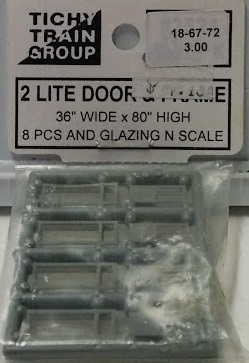 TICHY
TRAIN
GROUP
18-67-72
3.00
2 LITE DOOR & FRAME
36" WIDE x 80" HIGH
8 PCS AND GLAZING N SCALE